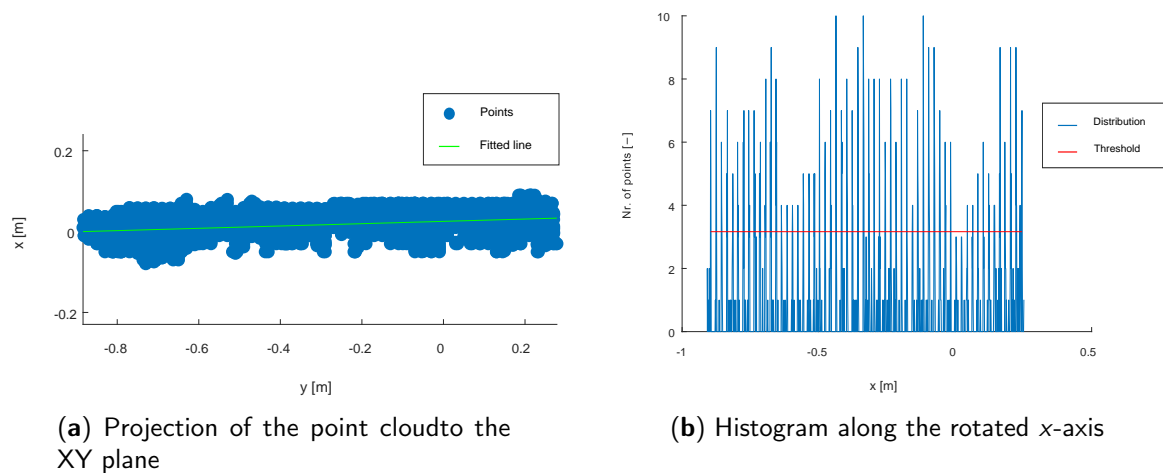 Points
Fitted line
0.2
0
-0.2
x [m]
-0.8
-0.6
-0.4
-0.2
0
0.2
y [m]
(a) Projection of the point cloudto the
XY plane
10
8
6
4
2
0
Nr. of points [−]
-1
-0.5
0
0.5
x [m]
Distribution
Threshold
(b) Histogram along the rotated x-axis